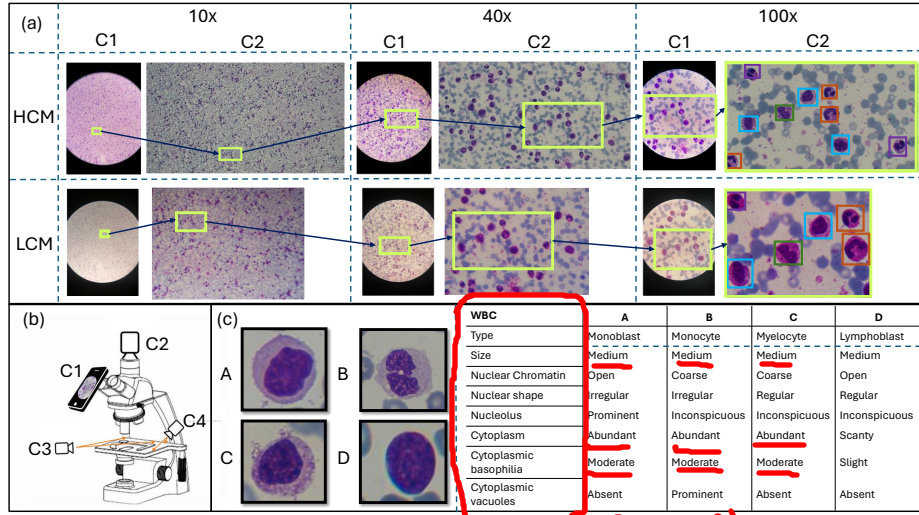 (a) 10x 40x 100x
C1 C2 C1 C2 C1 C2
HCM
LCM
(b)
C2
C1
C4
C3
(c)
A
B
C
D
WBC A B C D
Type Monoblast Monocyte Myelocyte Lymphoblast
Size Medium Medium Medium Medium
Nuclear Chromatin Open Coarse Coarse Open
Nuclear shape Irregular Irregular Regular Regular
Nucleolus Prominent Inconspicuous Inconspicuous Inconspicuous
Cytoplasm Abundant Abundant Abundant Scanty
Cytoplasmic
basophilia Moderate Moderate Moderate Slight
Cytoplasmic
vacuoles Absent Prominent Absent Absent